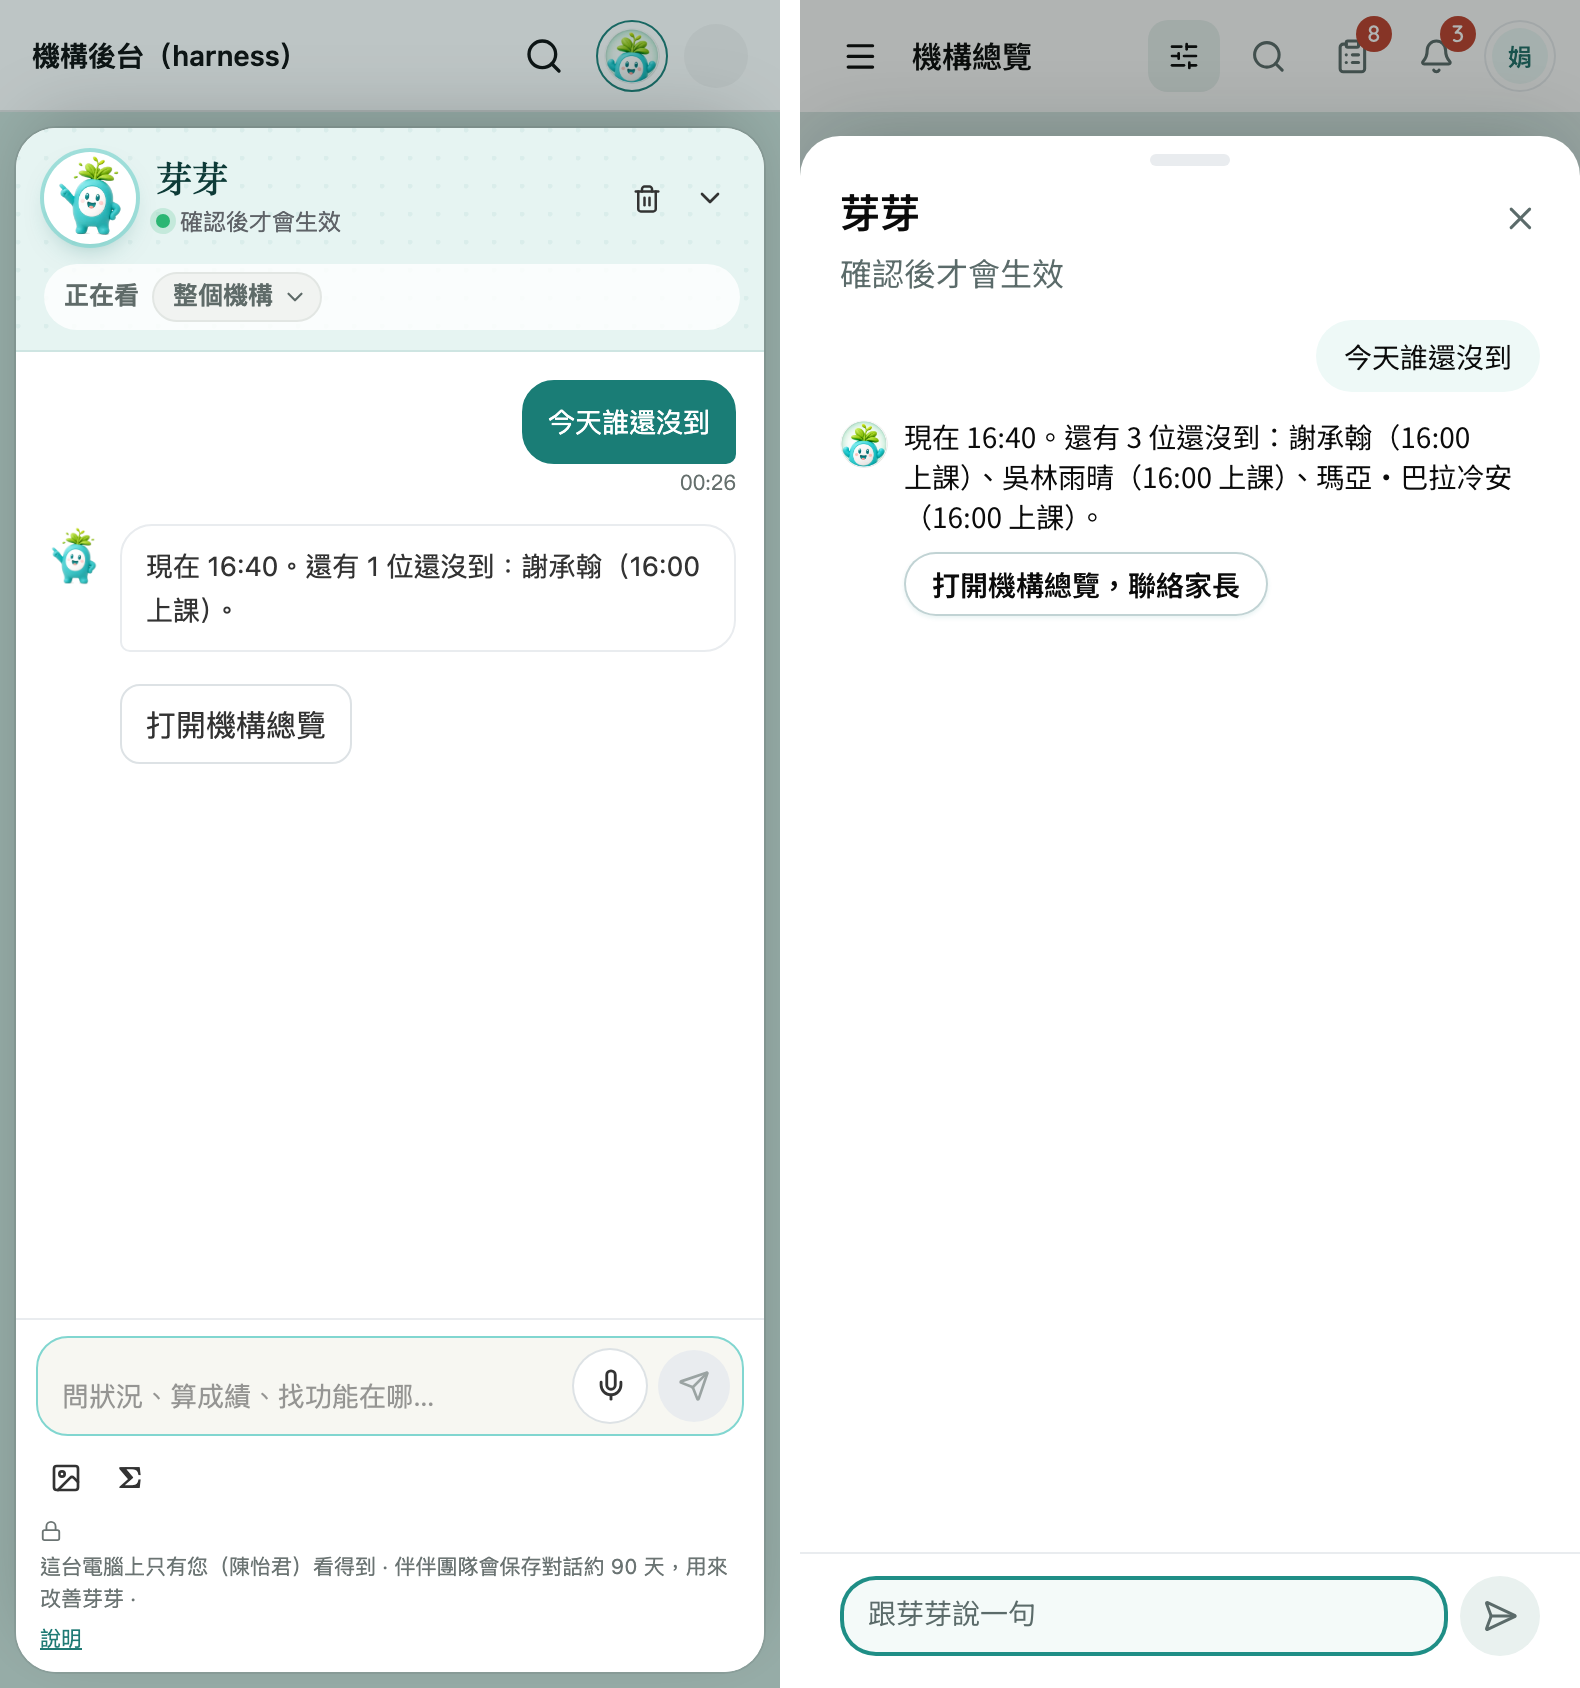 機構後台（harness）
芽芽
確認後才會生效
正在看 整個機構
今天誰還沒到
00:26
現在 16:40。還有 1 位還沒到：謝承翰（16:00
上課）。
打開機構總覽
問狀況、算成績、找功能在哪...
這台電腦上只有您（陳怡君）看得到 · 伴伴團隊會保存對話約 90 天，用來
改善芽芽 ·
說明
機構總覽
8
3
娟
芽芽
確認後才會生效
今天誰還沒到
現在 16:40。還有 3 位還沒到：謝承翰（16:00
上課）、吳林雨晴（16:00 上課）、瑪亞・巴拉冷安
（16:00 上課）。
打開機構總覽，聯絡家長
跟芽芽說一句